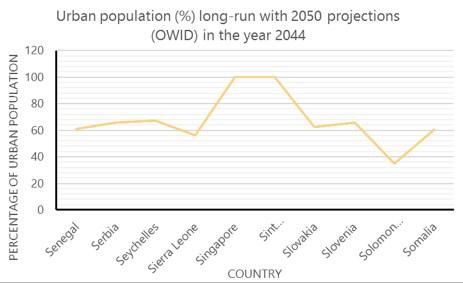 Urban population (%) long-run with 2050 projections
(OWID) in the year 2044
PERCENTAGE OF URBAN POPULATION
120
100
80
60
40
20
0
Senegal
Serbia
Seychelles
Sierra Leone
Singapore
Sint...
Slovakia
Slovenia
Solomon...
Somalia
COUNTRY